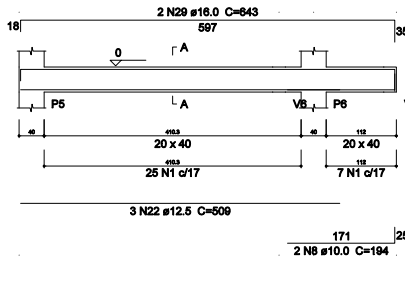 2 N29 ø16.0 C=643
18 597 35
0 A
P5 A V6 P6
40 410.3 40 112
20 x 40 20 x 40
410.3 112
25 N1 c/17 7 N1 c/17
3 N22 ø12.5 C=509
171 25
2 N8 ø10.0 C=194